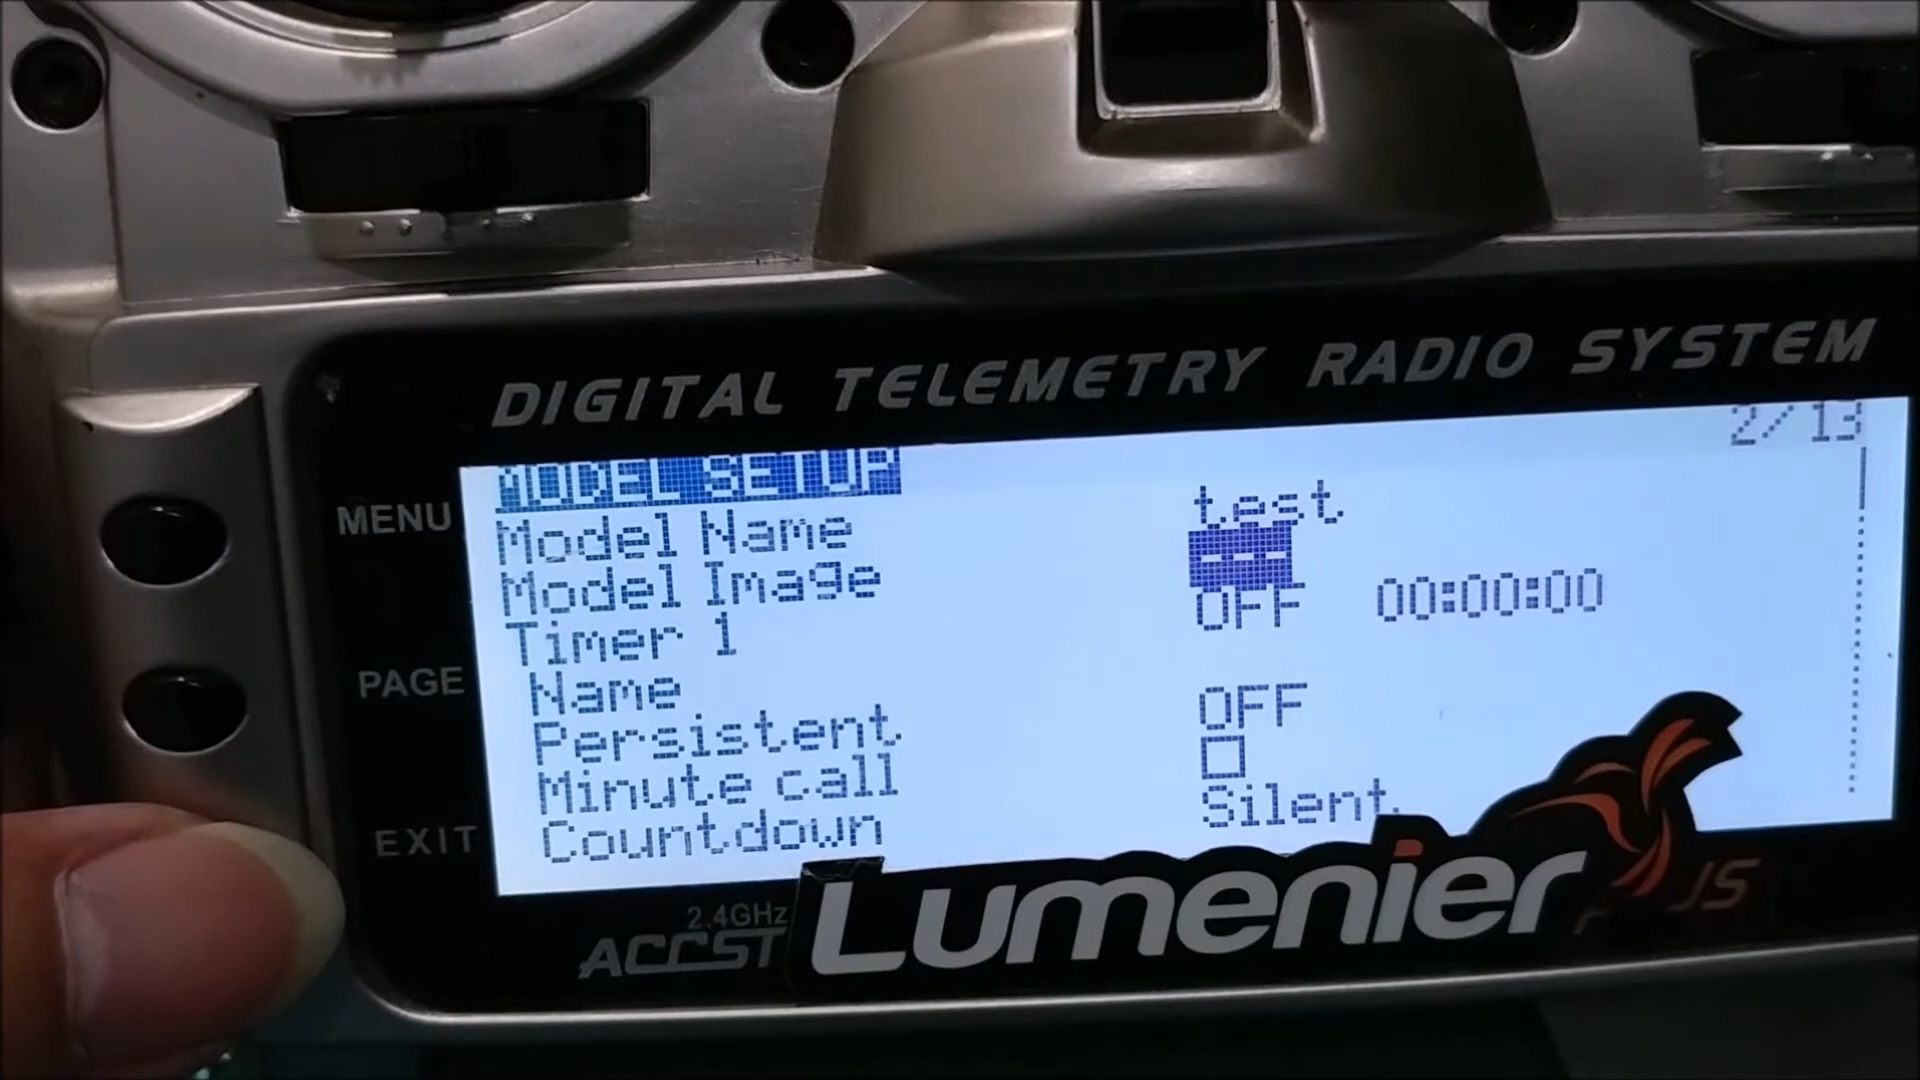 DIGITAL TELEMETRY RADIO SYSTEM
MODEL SETUP 2/13
Model Name test
Model Image ---
Timer 1 OFF 00:00:00
Name
Persistent OFF
Minute call
Countdown Silent
MENU
PAGE
EXIT
2.4GHz
ACCST
Lumenier